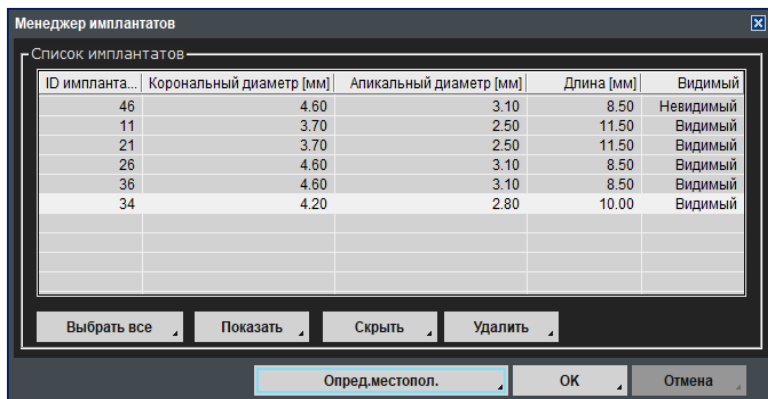 Менеджер имплантатов
Список имплантатов
ID импланта... Корональный диаметр [мм] Апикальный диаметр [мм] Длина [мм] Видимый
46 4.60 3.10 8.50 Невидимый
11 3.70 2.50 11.50 Видимый
21 3.70 2.50 11.50 Видимый
26 4.60 3.10 8.50 Видимый
36 4.60 3.10 8.50 Видимый
34 4.20 2.80 10.00 Видимый
Выбрать все Показать Скрыть Удалить
Опред.местопол. OK Отмена